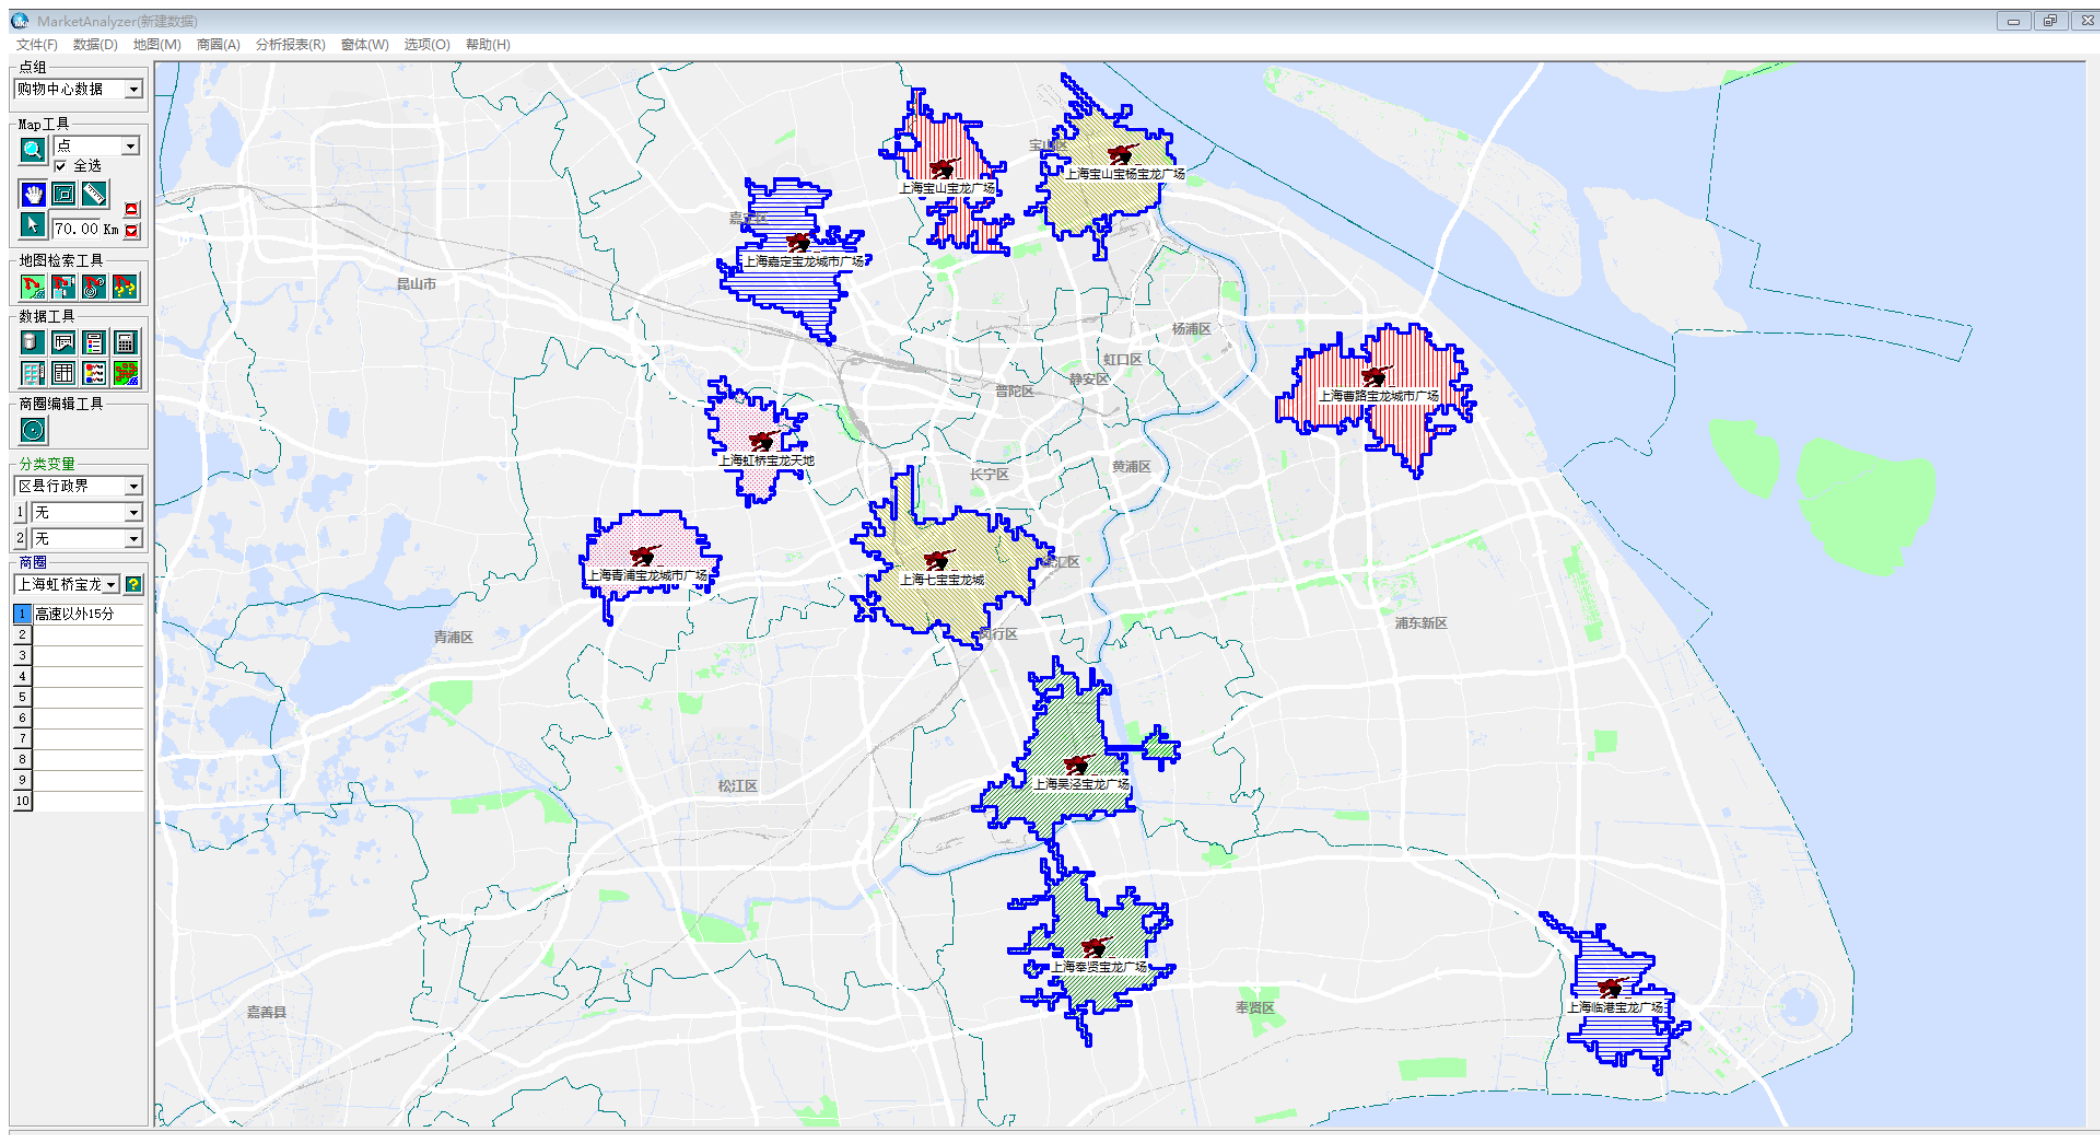 MarketAnalyzer(新建数据)
文件(F) 数据(D) 地图(M) 商圈(A) 分析报表(R) 窗体(W) 选项(O) 帮助(H)
点组
购物中心数据
Map工具
点
全选
70.00 Km
地图检索工具
数据工具
商圈编辑工具
分类变量
区县行政界
1 无
2 无
商圈
上海虹桥宝龙
1 高速以外15分
2
3
4
5
6
7
8
9
10
宝山区
上海宝山宝杨宝龙广场
上海宝山宝龙广场
上海嘉定宝龙城市广场
昆山市
杨浦区
虹口区
静安区
普陀区
上海曹路宝龙城市广场
上海虹桥宝龙天地
黄浦区
长宁区
上海青浦宝龙城市广场
上海七宝宝龙城
浦东新区
青浦区
闵行区
松江区
上海吴泾宝龙广场
上海奉贤宝龙广场
奉贤区
上海临港宝龙广场
嘉善县